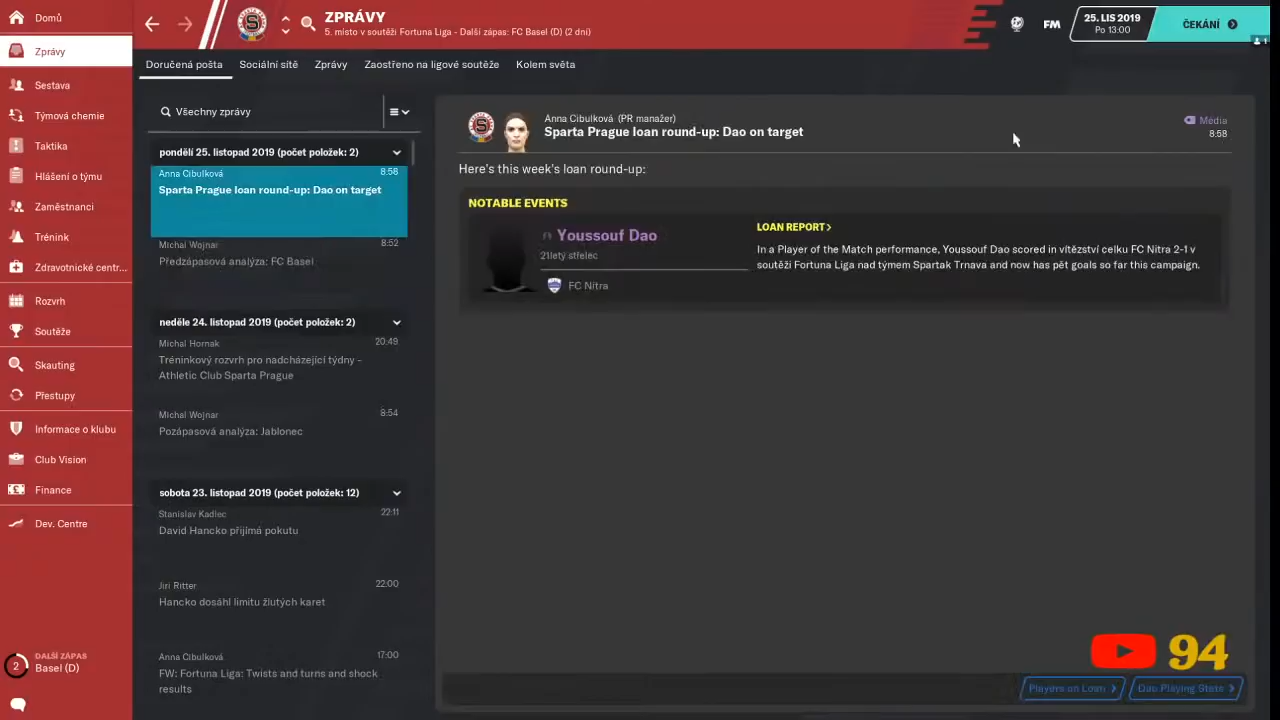 Domů
Zprávy
Sestava
Týmová chemie
Taktika
Hlášení o týmu
Zaměstnanci
Trénink
Zdravotnické centr...
Rozvrh
Soutěže
Skauting
Přestupy
Informace o klubu
Club Vision
Finance
Dev. Centre
2
DALŠÍ ZÁPAS
Basel (D)
ZPRÁVY
5. místo v soutěži Fortuna Liga - Další zápas: FC Basel (D) (2 dni)
FM
25. LIS 2019
Po 13:00
ČEKÁNÍ
1
Doručená pošta
Sociální sítě
Zprávy
Zaostřeno na ligové soutěže
Kolem světa
Všechny zprávy
pondělí 25. listopad 2019 (počet položek: 2)
Anna Cibulková 8:58
Sparta Prague loan round-up: Dao on target
Michal Wojnar 8:52
Předzápasová analýza: FC Basel
neděle 24. listopad 2019 (počet položek: 2)
Michal Hornak 20:49
Tréninkový rozvrh pro nadcházející týdny -
Athletic Club Sparta Prague
Michal Wojnar 8:54
Pozápasová analýza: Jablonec
sobota 23. listopad 2019 (počet položek: 12)
Stanislav Kadlec 22:11
David Hancko přijímá pokutu
Jiri Ritter 22:00
Hancko dosáhl limitu žlutých karet
Anna Cibulková 17:00
FW: Fortuna Liga: Twists and turns and shock
results
Anna Cibulková (PR manažer)
Sparta Prague loan round-up: Dao on target
Média
8:58
Here's this week's loan round-up:
NOTABLE EVENTS
Youssouf Dao
21letý střelec
FC Nitra
LOAN REPORT>
In a Player of the Match performance, Youssouf Dao scored in vítězství celku FC Nitra 2-1 v
soutěži Fortuna Liga nad týmem Spartak Trnava and now has pět goals so far this campaign.
94
Players on Loan >
Dao Playing Stats >